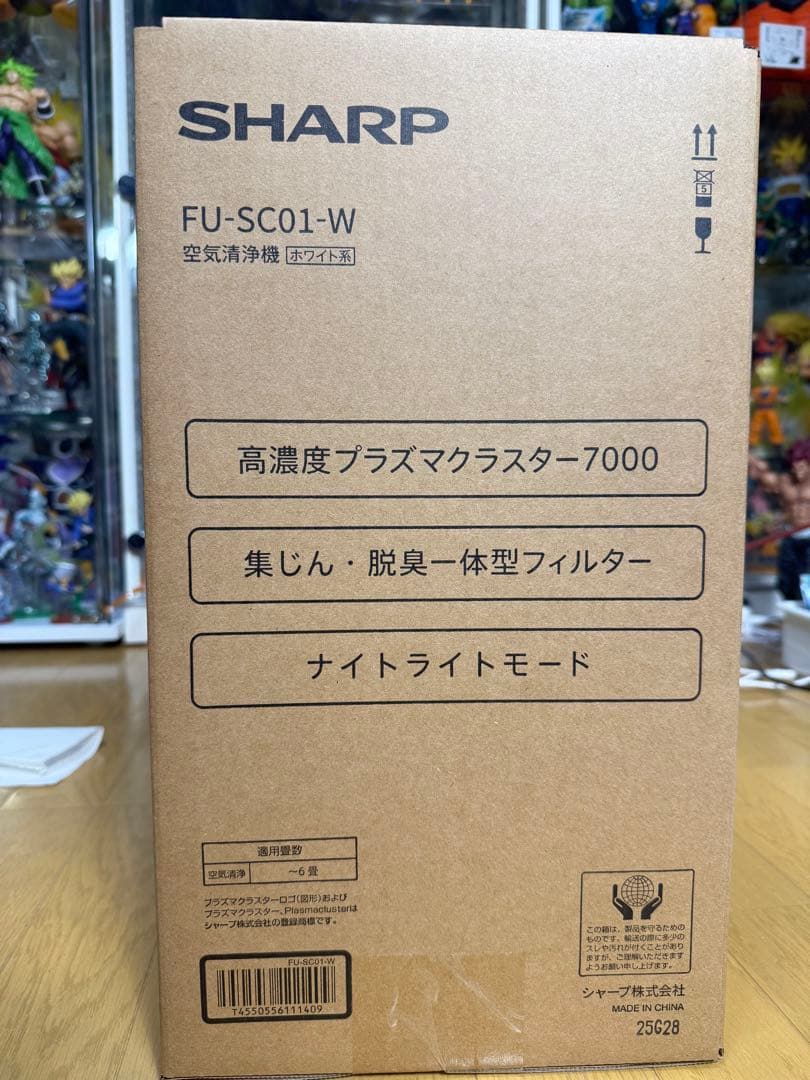 SHARP
FU-SC01-W
空気清浄機 ホワイト系
5
高濃度プラズマクラスター7000
集じん・脱臭一体型フィルター
ナイトライトモード
適用畳数
空気清浄 〜6畳
プラズマクラスターロゴ(図形)および
プラズマクラスター、Plasmaclusterは
シャープ株式会社の登録商標です。
FU-SC01-W
T4550556111409
この箱は、製品を守るための
ものです。輸送の際に多少の
スレや汚れが付くことがあり
ますが、ご理解いただきます
ようお願い申し上げます。
シャープ株式会社
MADE IN CHINA
25G28